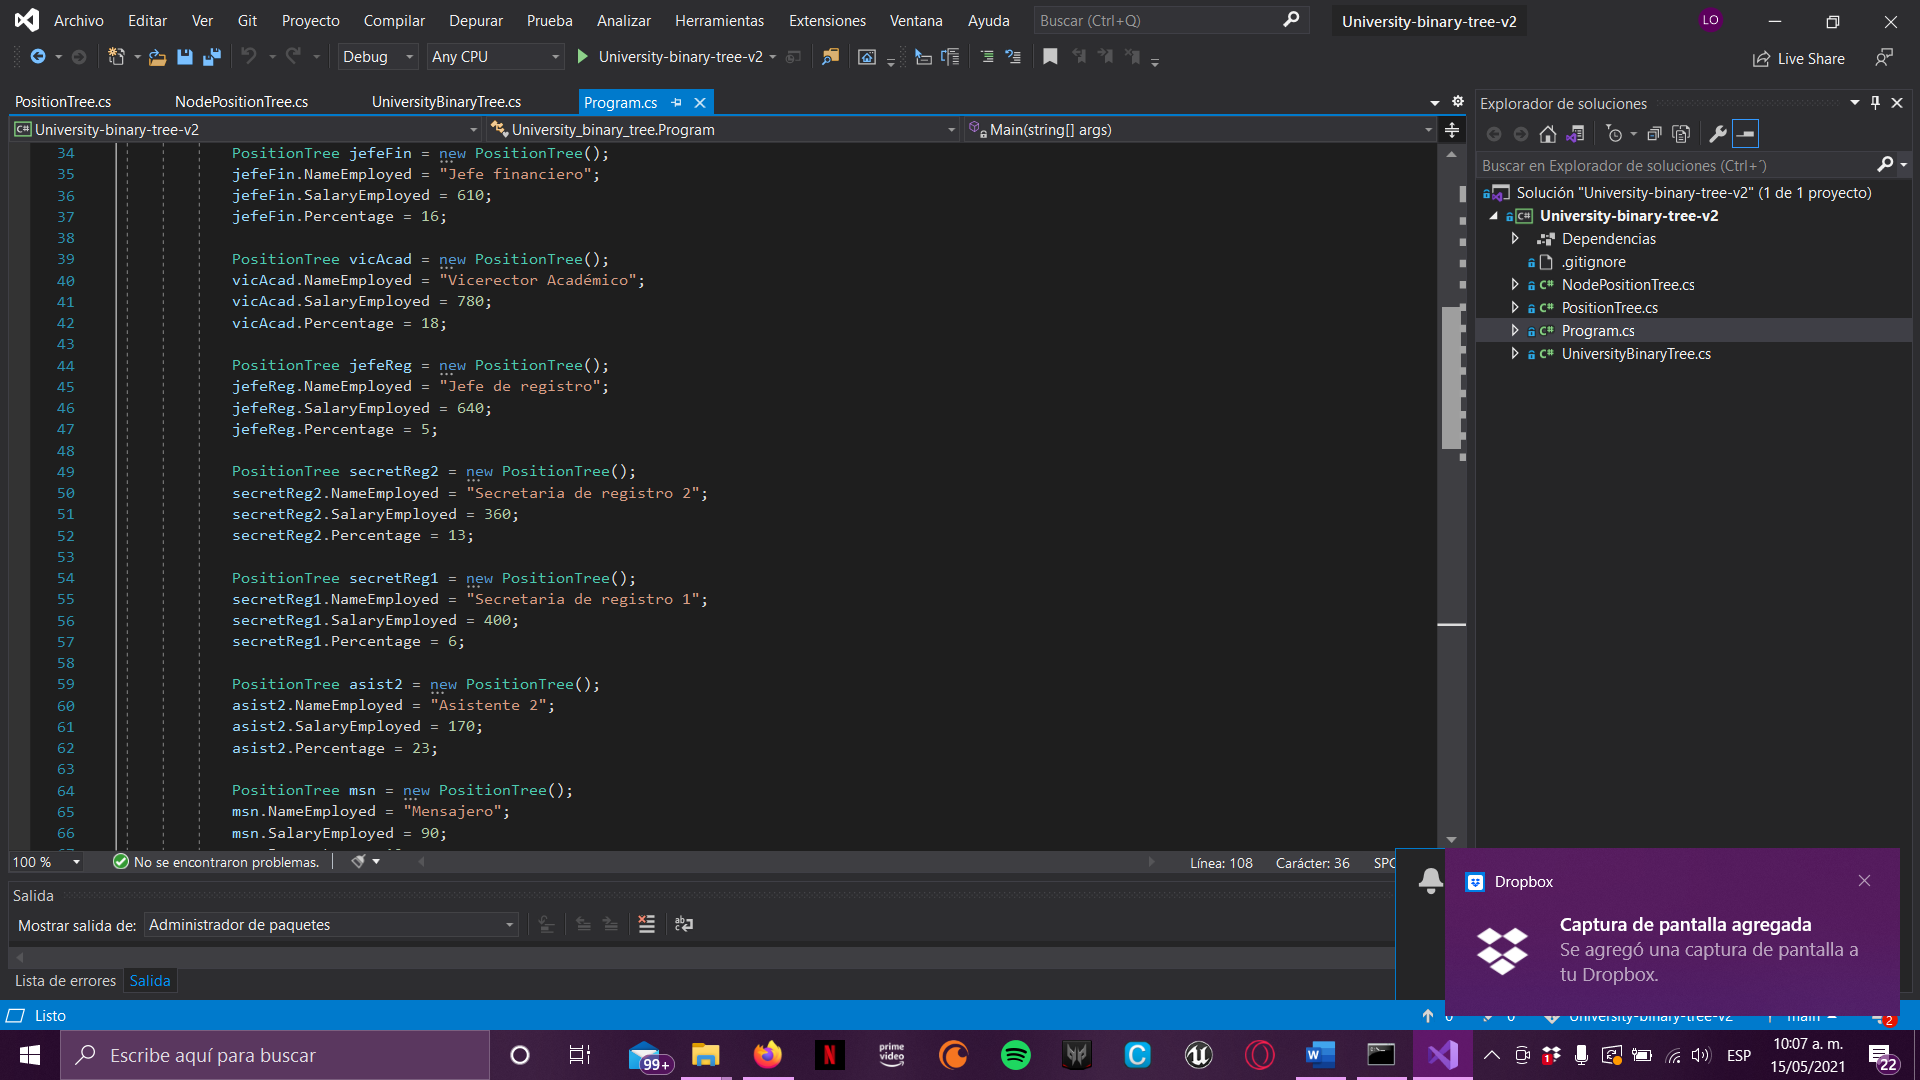 Archivo Editar Ver Git Proyecto Compilar Depurar Prueba Analizar Herramientas Extensiones Ventana Ayuda Buscar (Ctrl+Q) University-binary-tree-v2 LO
Debug Any CPU University-binary-tree-v2 Live Share
PositionTree.cs NodePositionTree.cs UniversityBinaryTree.cs Program.cs
University-binary-tree-v2 University_binary_tree.Program Main(string[] args)
34 PositionTree jefeFin = new PositionTree();
35 jefeFin.NameEmployed = "Jefe financiero";
36 jefeFin.SalaryEmployed = 610;
37 jefeFin.Percentage = 16;
38
39 PositionTree vicAcad = new PositionTree();
40 vicAcad.NameEmployed = "Vicerector Académico";
41 vicAcad.SalaryEmployed = 780;
42 vicAcad.Percentage = 18;
43
44 PositionTree jefeReg = new PositionTree();
45 jefeReg.NameEmployed = "Jefe de registro";
46 jefeReg.SalaryEmployed = 640;
47 jefeReg.Percentage = 5;
48
49 PositionTree secretReg2 = new PositionTree();
50 secretReg2.NameEmployed = "Secretaria de registro 2";
51 secretReg2.SalaryEmployed = 360;
52 secretReg2.Percentage = 13;
53
54 PositionTree secretReg1 = new PositionTree();
55 secretReg1.NameEmployed = "Secretaria de registro 1";
56 secretReg1.SalaryEmployed = 400;
57 secretReg1.Percentage = 6;
58
59 PositionTree asist2 = new PositionTree();
60 asist2.NameEmployed = "Asistente 2";
61 asist2.SalaryEmployed = 170;
62 asist2.Percentage = 23;
63
64 PositionTree msn = new PositionTree();
65 msn.NameEmployed = "Mensajero";
66 msn.SalaryEmployed = 90;
100 % No se encontraron problemas. Línea: 108 Carácter: 36 SPC
Salida
Mostrar salida de: Administrador de paquetes
Lista de errores Salida
Explorador de soluciones
Buscar en Explorador de soluciones (Ctrl+´)
Solución "University-binary-tree-v2" (1 de 1 proyecto)
C# University-binary-tree-v2
Dependencias
.gitignore
C# NodePositionTree.cs
C# PositionTree.cs
C# Program.cs
C# UniversityBinaryTree.cs
Dropbox
Captura de pantalla agregada
Se agregó una captura de pantalla a
tu Dropbox.
Listo University-binary-tree-v2 main 2
Escribe aquí para buscar 99+ N prime video C W 1 ESP 10:07 a. m. 22
15/05/2021